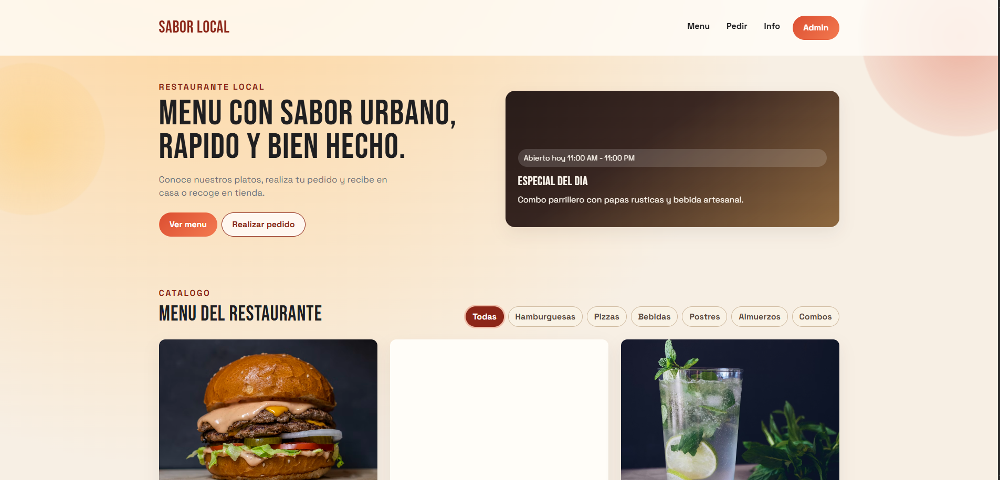 SABOR LOCAL
Menu
Pedir
Info
Admin
RESTAURANTE LOCAL
MENU CON SABOR URBANO,
RAPIDO Y BIEN HECHO.
Conoce nuestros platos, realiza tu pedido y recibe en
casa o recoge en tienda.
Ver menu
Realizar pedido
Abierto hoy 11:00 AM - 11:00 PM
ESPECIAL DEL DIA
Combo parrillero con papas rusticas y bebida artesanal.
CATALOGO
MENU DEL RESTAURANTE
Todas
Hamburguesas
Pizzas
Bebidas
Postres
Almuerzos
Combos